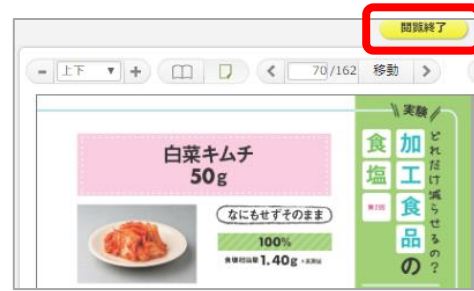 閲覧終了
- 上下 ▼ + < 70/162 移動 >
実験
どれだけ減らせるの?
加工食品の
食塩
白菜キムチ
50g
なにもせずそのまま
100%
食塩相当量1.40g